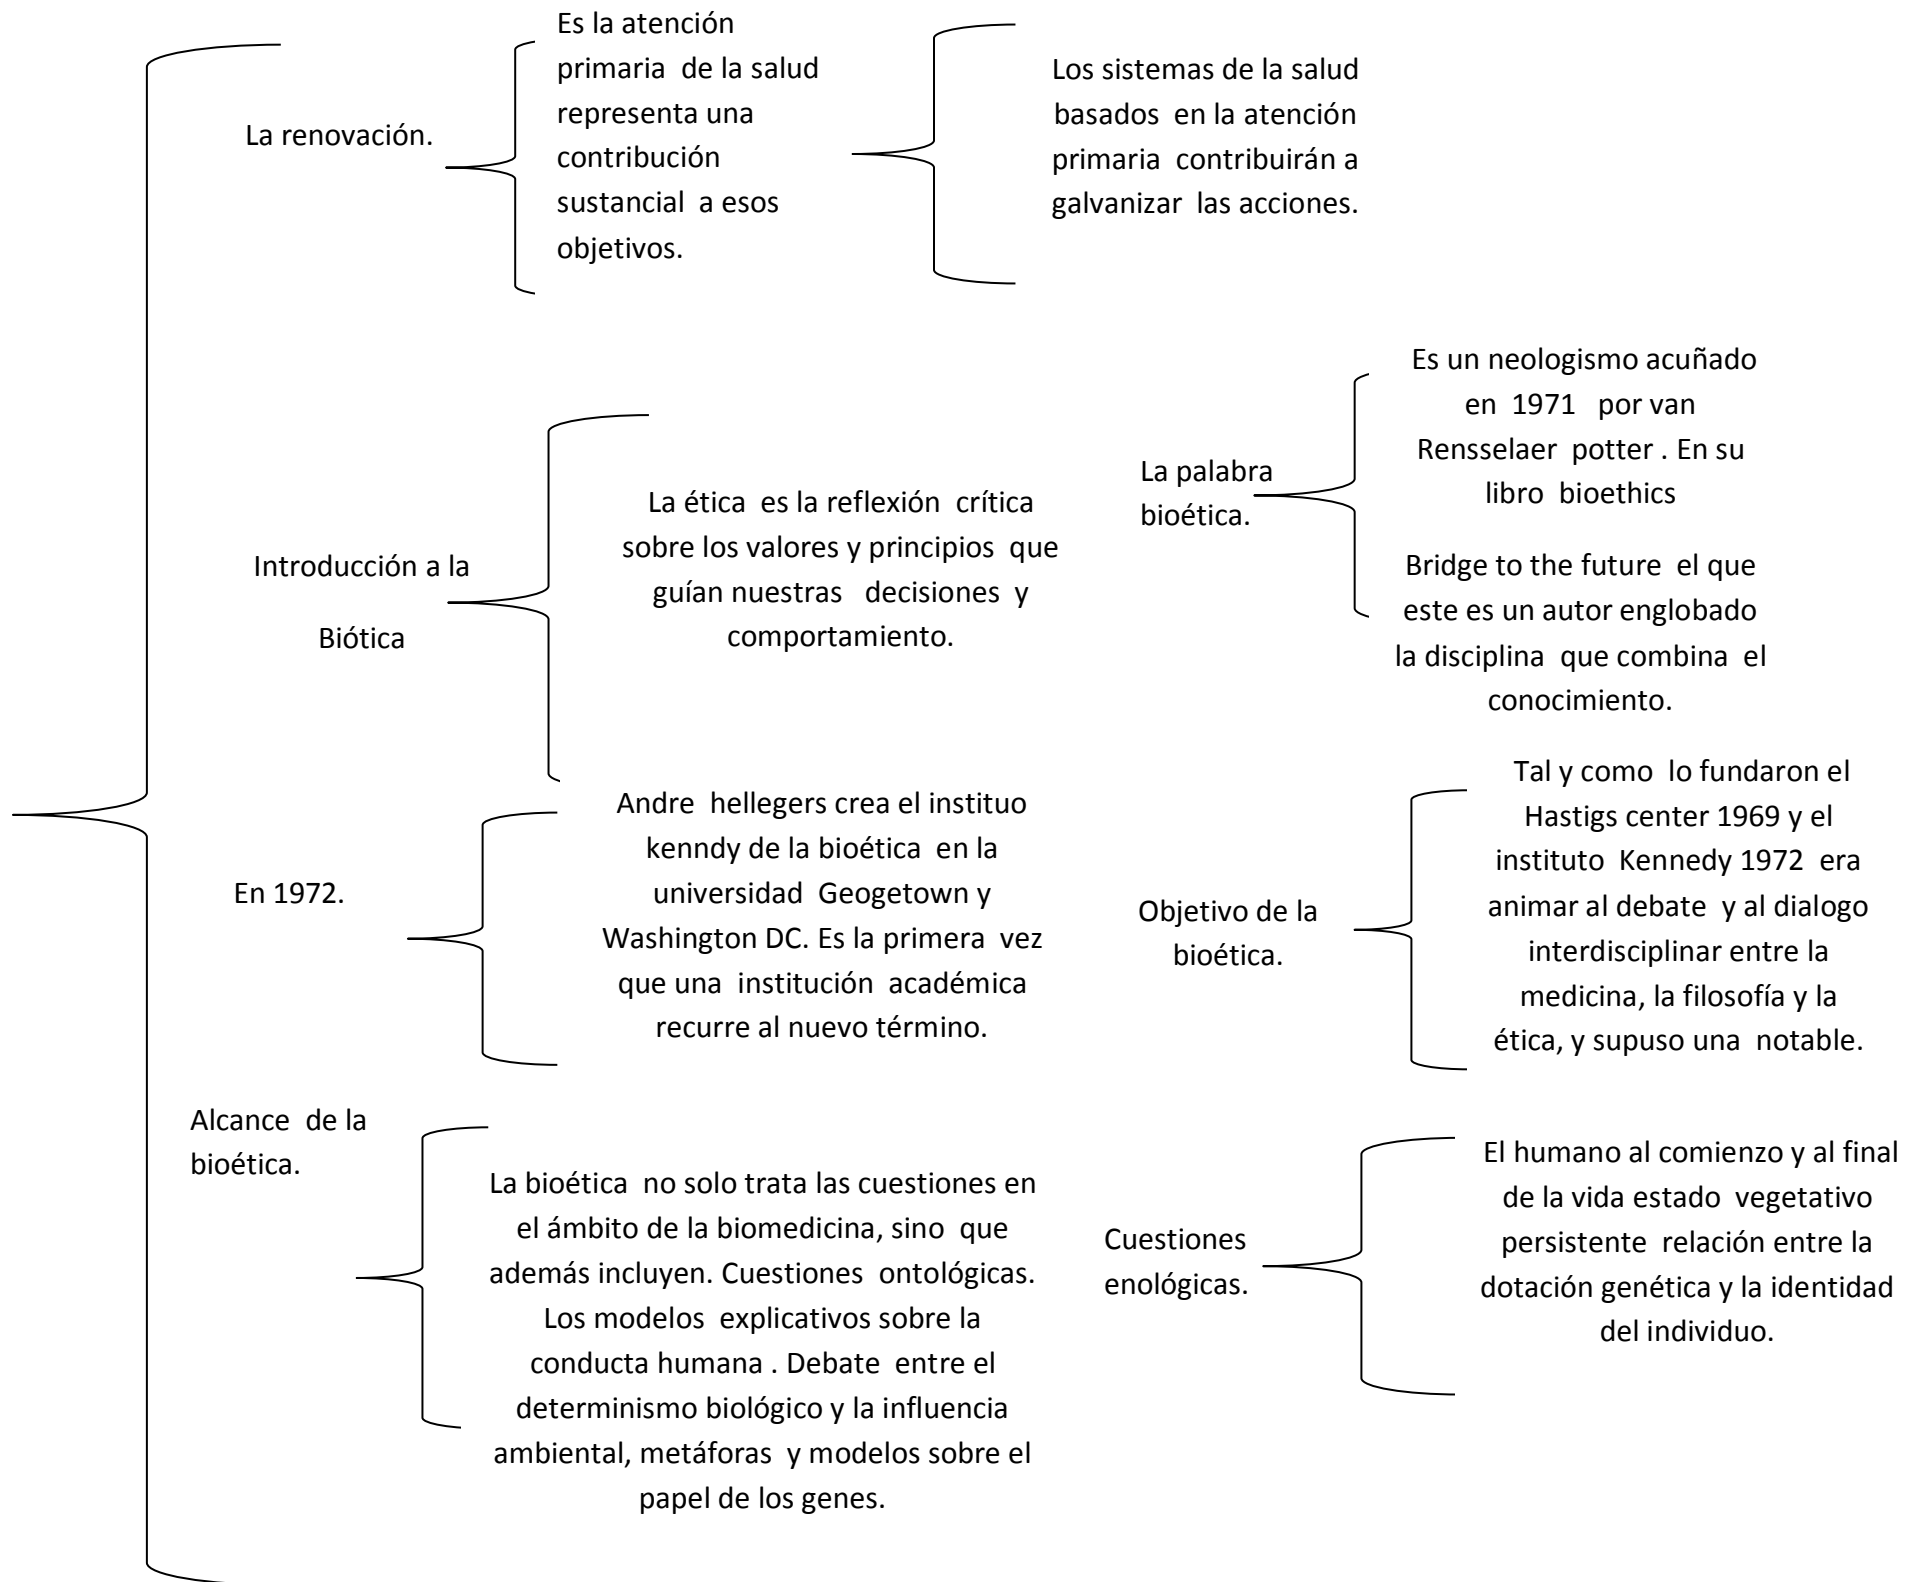 La renovación.
Es la atención
primaria de la salud
representa una
contribución
sustancial a esos
objetivos.
Los sistemas de la salud
basados en la atención
primaria contribuirán a
galvanizar las acciones.
Introducción a la
Biótica
La ética es la reflexión crítica
sobre los valores y principios que
guían nuestras decisiones y
comportamiento.
La palabra
bioética.
Es un neologismo acuñado
en 1971 por van
Rensselaer potter . En su
libro bioethics
Bridge to the future el que
este es un autor englobado
la disciplina que combina el
conocimiento.
En 1972.
Andre hellegers crea el instituo
kenndy de la bioética en la
universidad Geogetown y
Washington DC. Es la primera vez
que una institución académica
recurre al nuevo término.
Objetivo de la
bioética.
Tal y como lo fundaron el
Hastigs center 1969 y el
instituto Kennedy 1972 era
animar al debate y al dialogo
interdisciplinar entre la
medicina, la filosofía y la
ética, y supuso una notable.
Alcance de la
bioética.
La bioética no solo trata las cuestiones en
el ámbito de la biomedicina, sino que
además incluyen. Cuestiones ontológicas.
Los modelos explicativos sobre la
conducta humana . Debate entre el
determinismo biológico y la influencia
ambiental, metáforas y modelos sobre el
papel de los genes.
Cuestiones
enológicas.
El humano al comienzo y al final
de la vida estado vegetativo
persistente relación entre la
dotación genética y la identidad
del individuo.